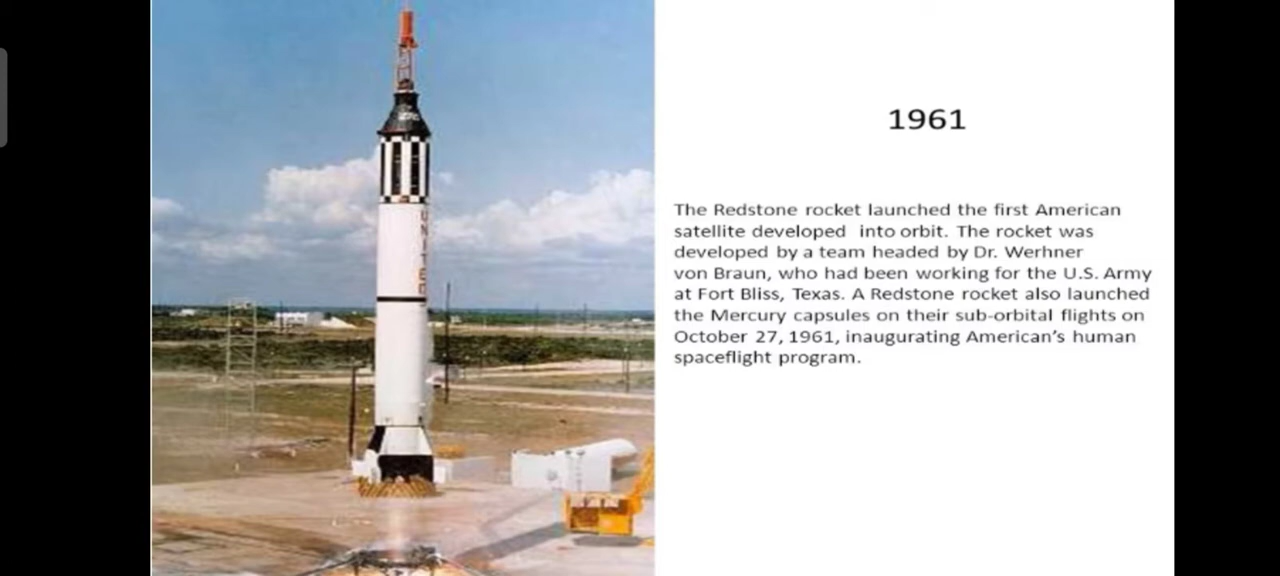 UNITED
1961
The Redstone rocket launched the first American
satellite developed  into orbit. The rocket was
developed by a team headed by Dr. Werhner
von Braun, who had been working for the U.S. Army
at Fort Bliss, Texas. A Redstone rocket also launched
the Mercury capsules on their sub-orbital flights on
October 27, 1961, inaugurating American’s human
spaceflight program.